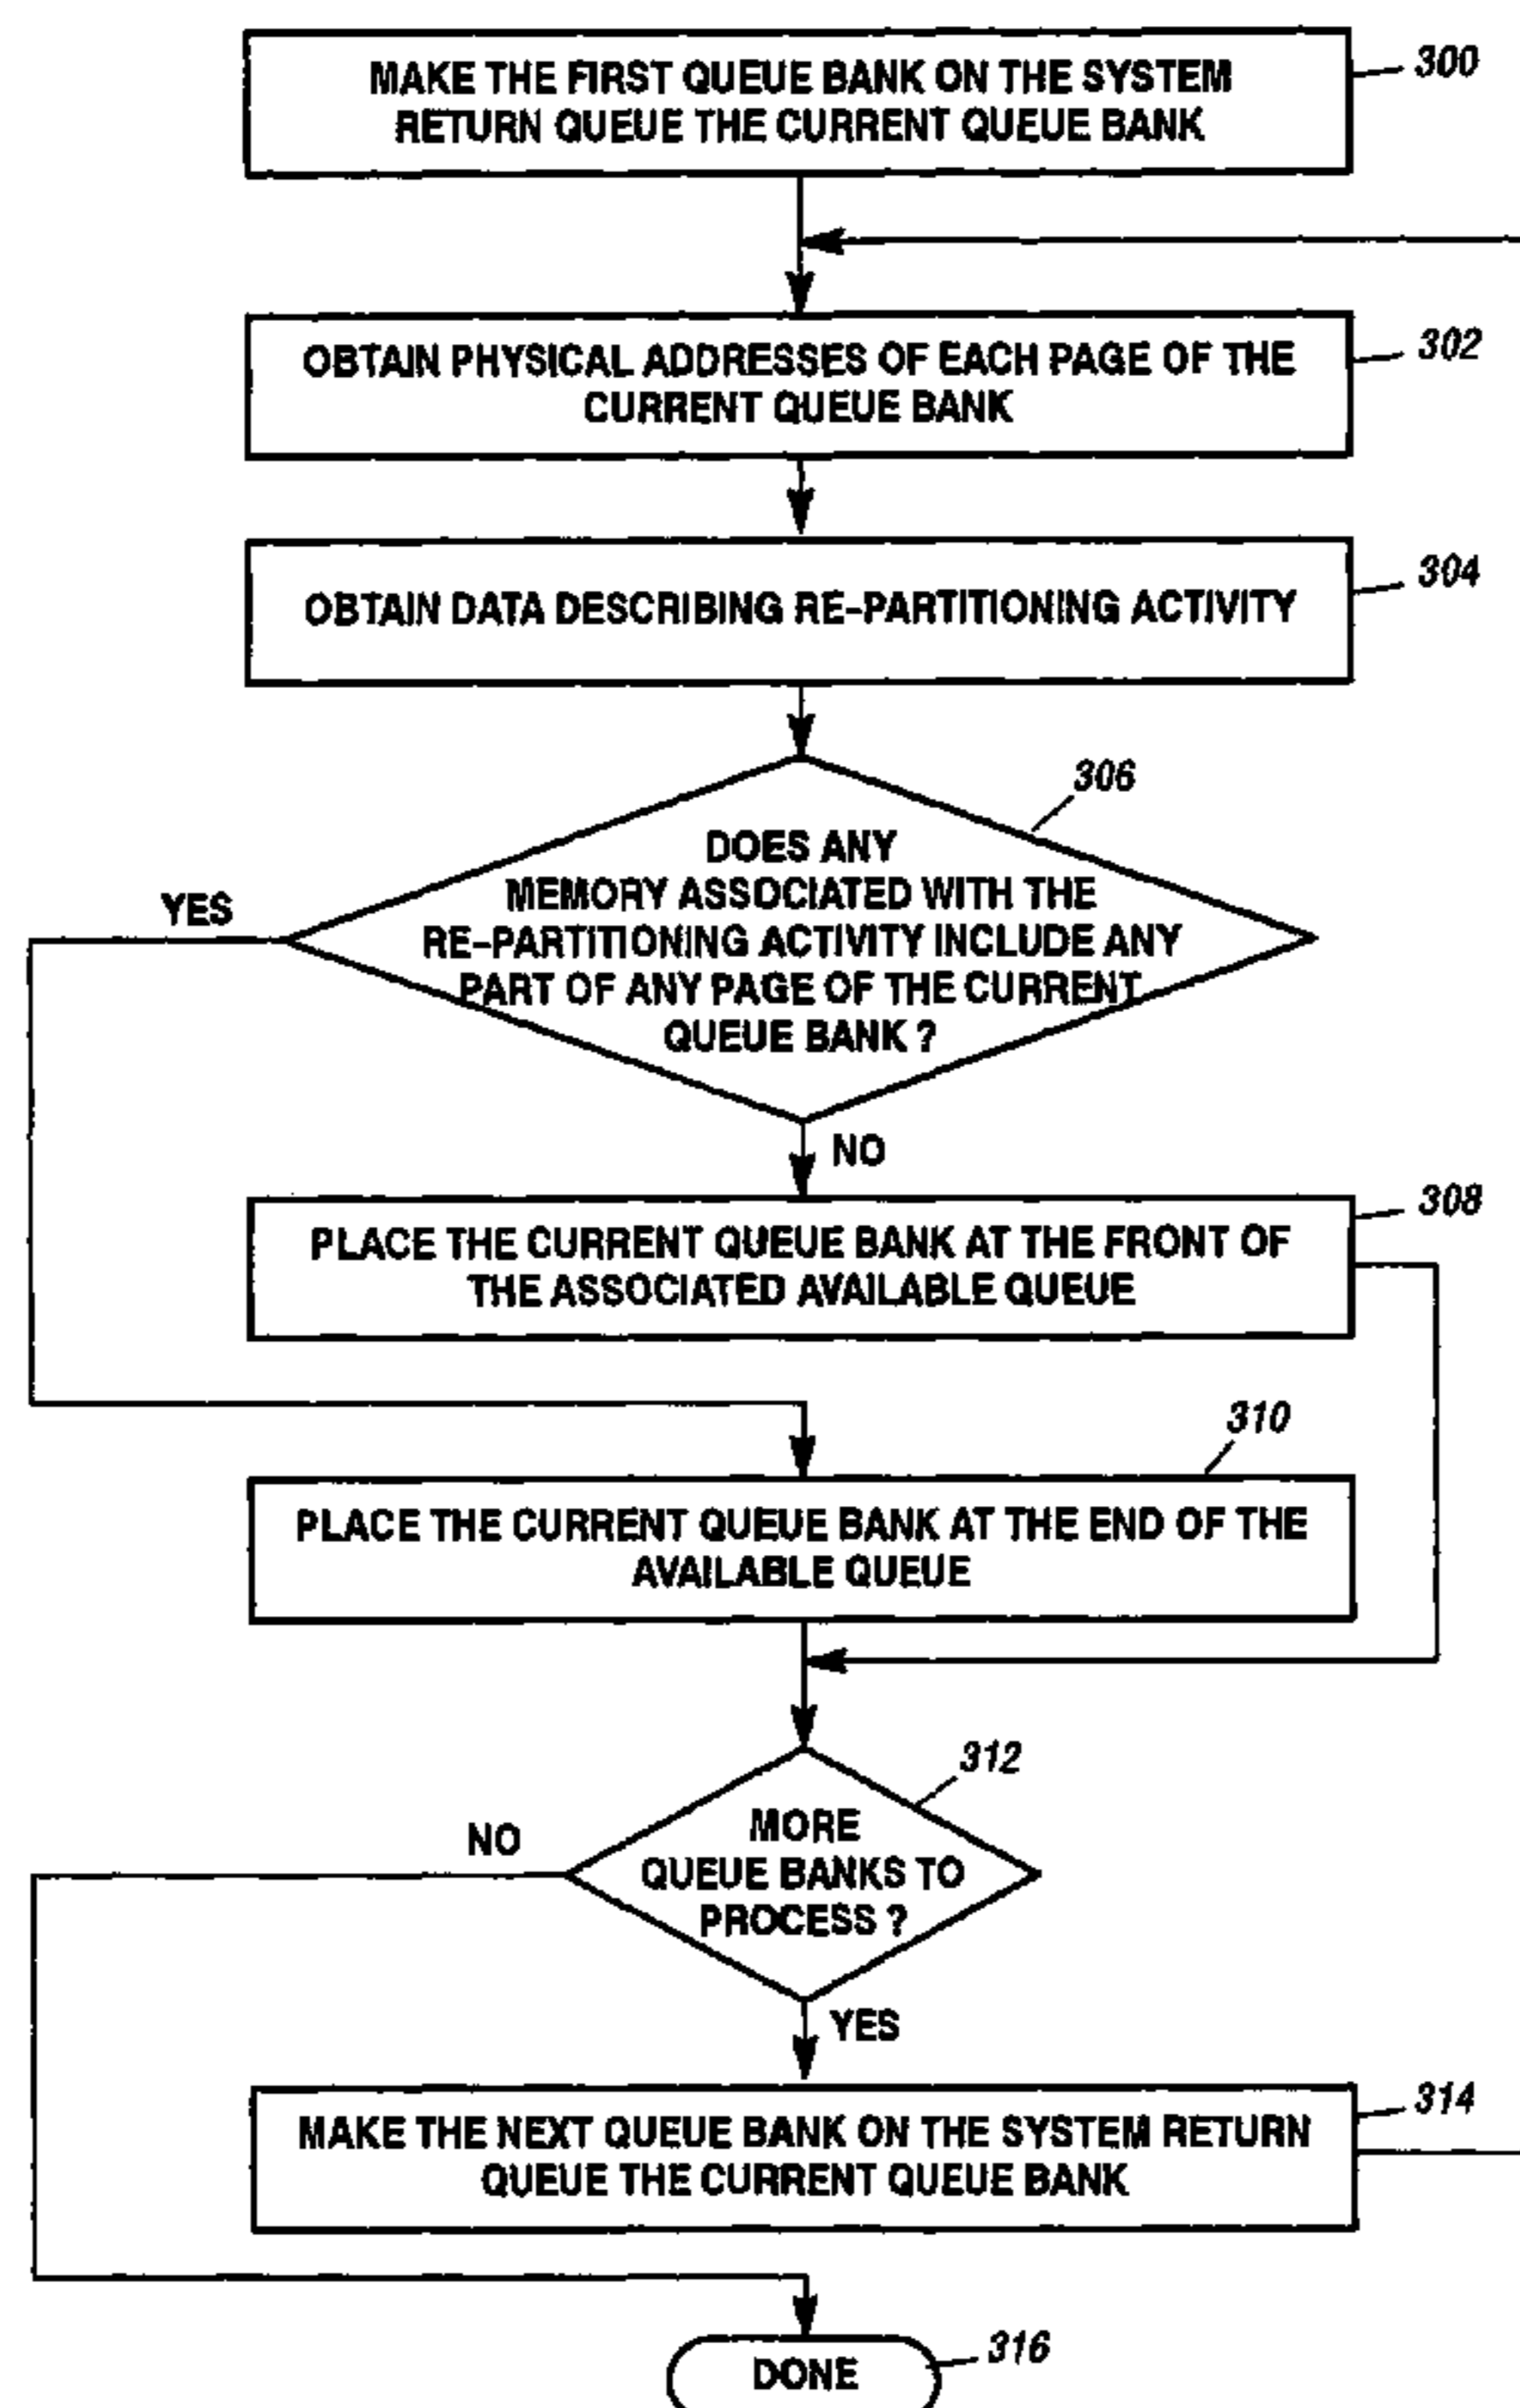 MAKE THE FIRST QUEUE BANK ON THE SYSTEM
RETURN QUEUE THE CURRENT QUEUE BANK
300
OBTAIN PHYSICAL ADDRESSES OF EACH PAGE OF THE
CURRENT QUEUE BANK
302
OBTAIN DATA DESCRIBING RE-PARTITIONING ACTIVITY
304
306
DOES ANY
MEMORY ASSOCIATED WITH THE
RE-PARTITIONING ACTIVITY INCLUDE ANY
PART OF ANY PAGE OF THE CURRENT
QUEUE BANK ?
YES
NO
PLACE THE CURRENT QUEUE BANK AT THE FRONT OF
THE ASSOCIATED AVAILABLE QUEUE
308
310
PLACE THE CURRENT QUEUE BANK AT THE END OF THE
AVAILABLE QUEUE
312
MORE
QUEUE BANKS TO
PROCESS ?
NO
YES
MAKE THE NEXT QUEUE BANK ON THE SYSTEM RETURN
QUEUE THE CURRENT QUEUE BANK
314
DONE
316